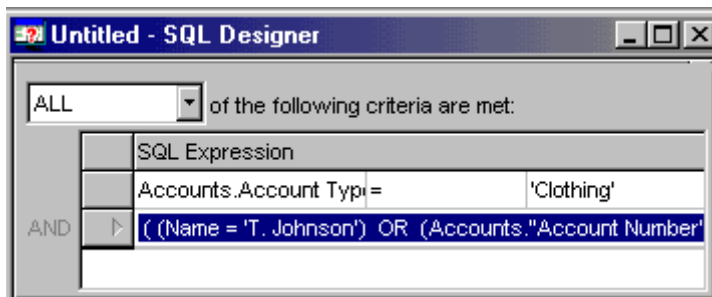 Untitled - SQL Designer
ALL of the following criteria are met:
SQL Expression
Accounts.Account Typ = 'Clothing'
AND ( (Name = 'T. Johnson') OR (Accounts."Account Number"